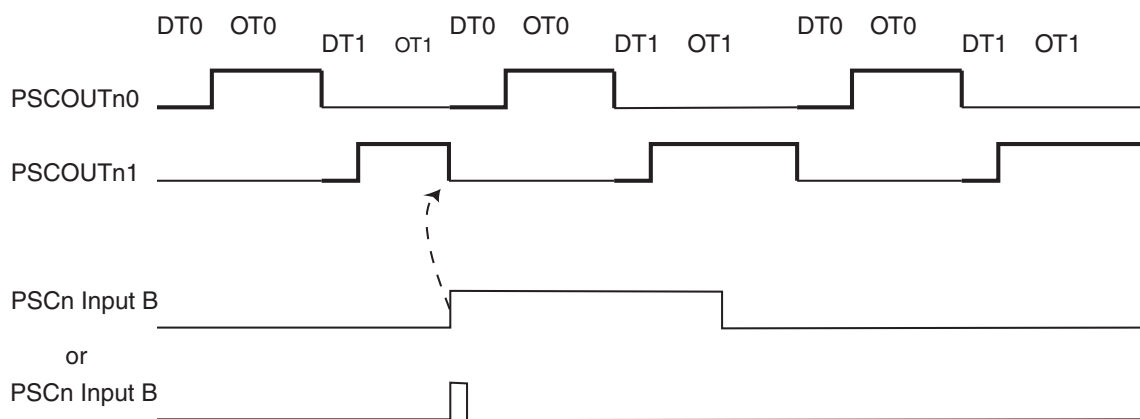 DT0 OT0 DT1 OT1 DT0 OT0 DT1 OT1 DT0 OT0 DT1 OT1
PSCOUTn0
PSCOUTn1
PSCn Input B
or
PSCn Input B